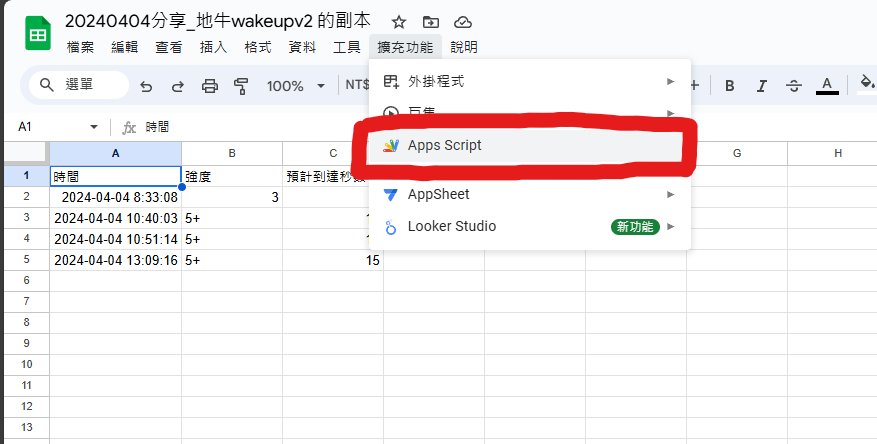 20240404分享_地牛wakeupv2 的副本
檔案 編輯 查看 插入 格式 資料 工具 擴充功能 說明
選單 100% NT$ B I A
外掛程式
Apps Script
AppSheet
Looker Studio 新功能
A1 fx 時間
A B C G H
1 時間 強度 預計到達秒數
2 2024-04-04 8:33:08 3
3 2024-04-04 10:40:03 5+
4 2024-04-04 10:51:14 5+
5 2024-04-04 13:09:16 5+ 15
6
7
8
9
10
11
12
13